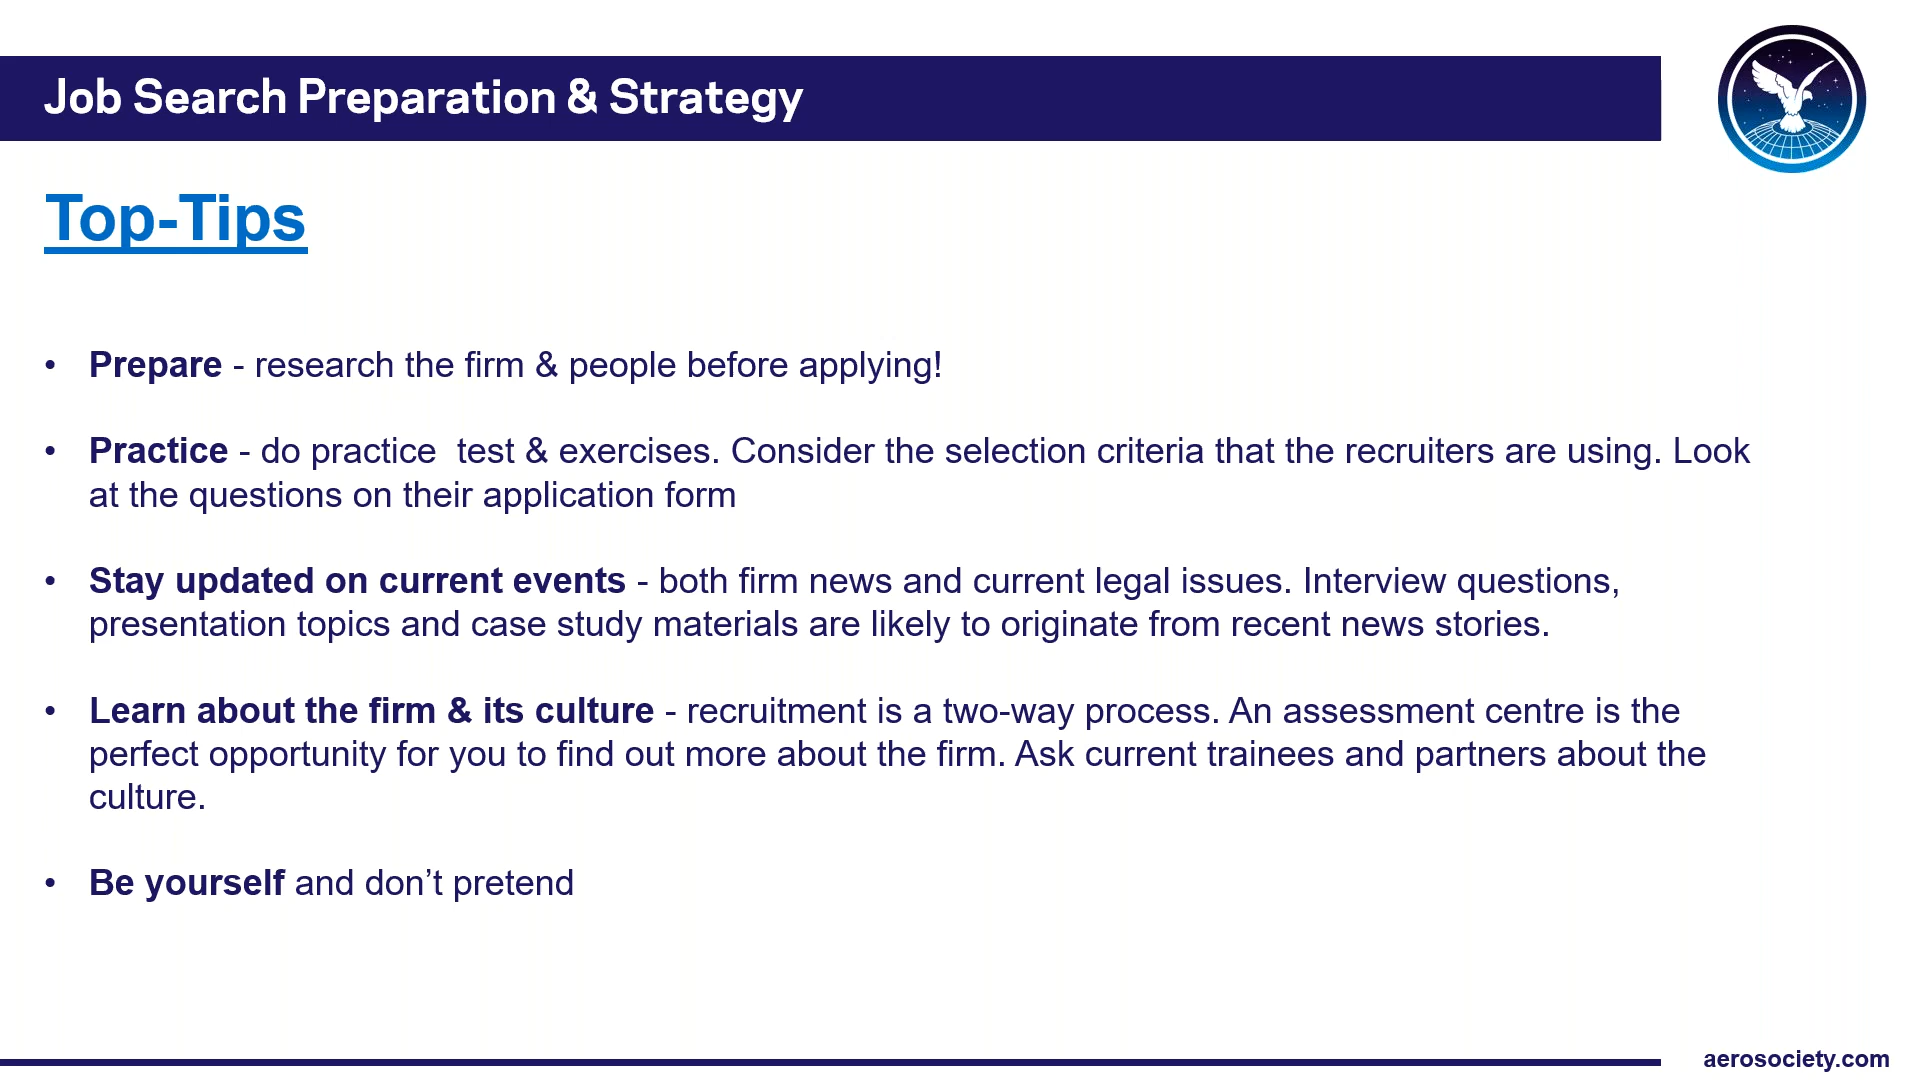 Job Search Preparation & Strategy
Top-Tips
• Prepare - research the firm & people before applying!
• Practice - do practice  test & exercises. Consider the selection criteria that the recruiters are using. Look
at the questions on their application form
• Stay updated on current events - both firm news and current legal issues. Interview questions,
presentation topics and case study materials are likely to originate from recent news stories.
• Learn about the firm & its culture - recruitment is a two-way process. An assessment centre is the
perfect opportunity for you to find out more about the firm. Ask current trainees and partners about the
culture.
• Be yourself and don’t pretend
aerosociety.com